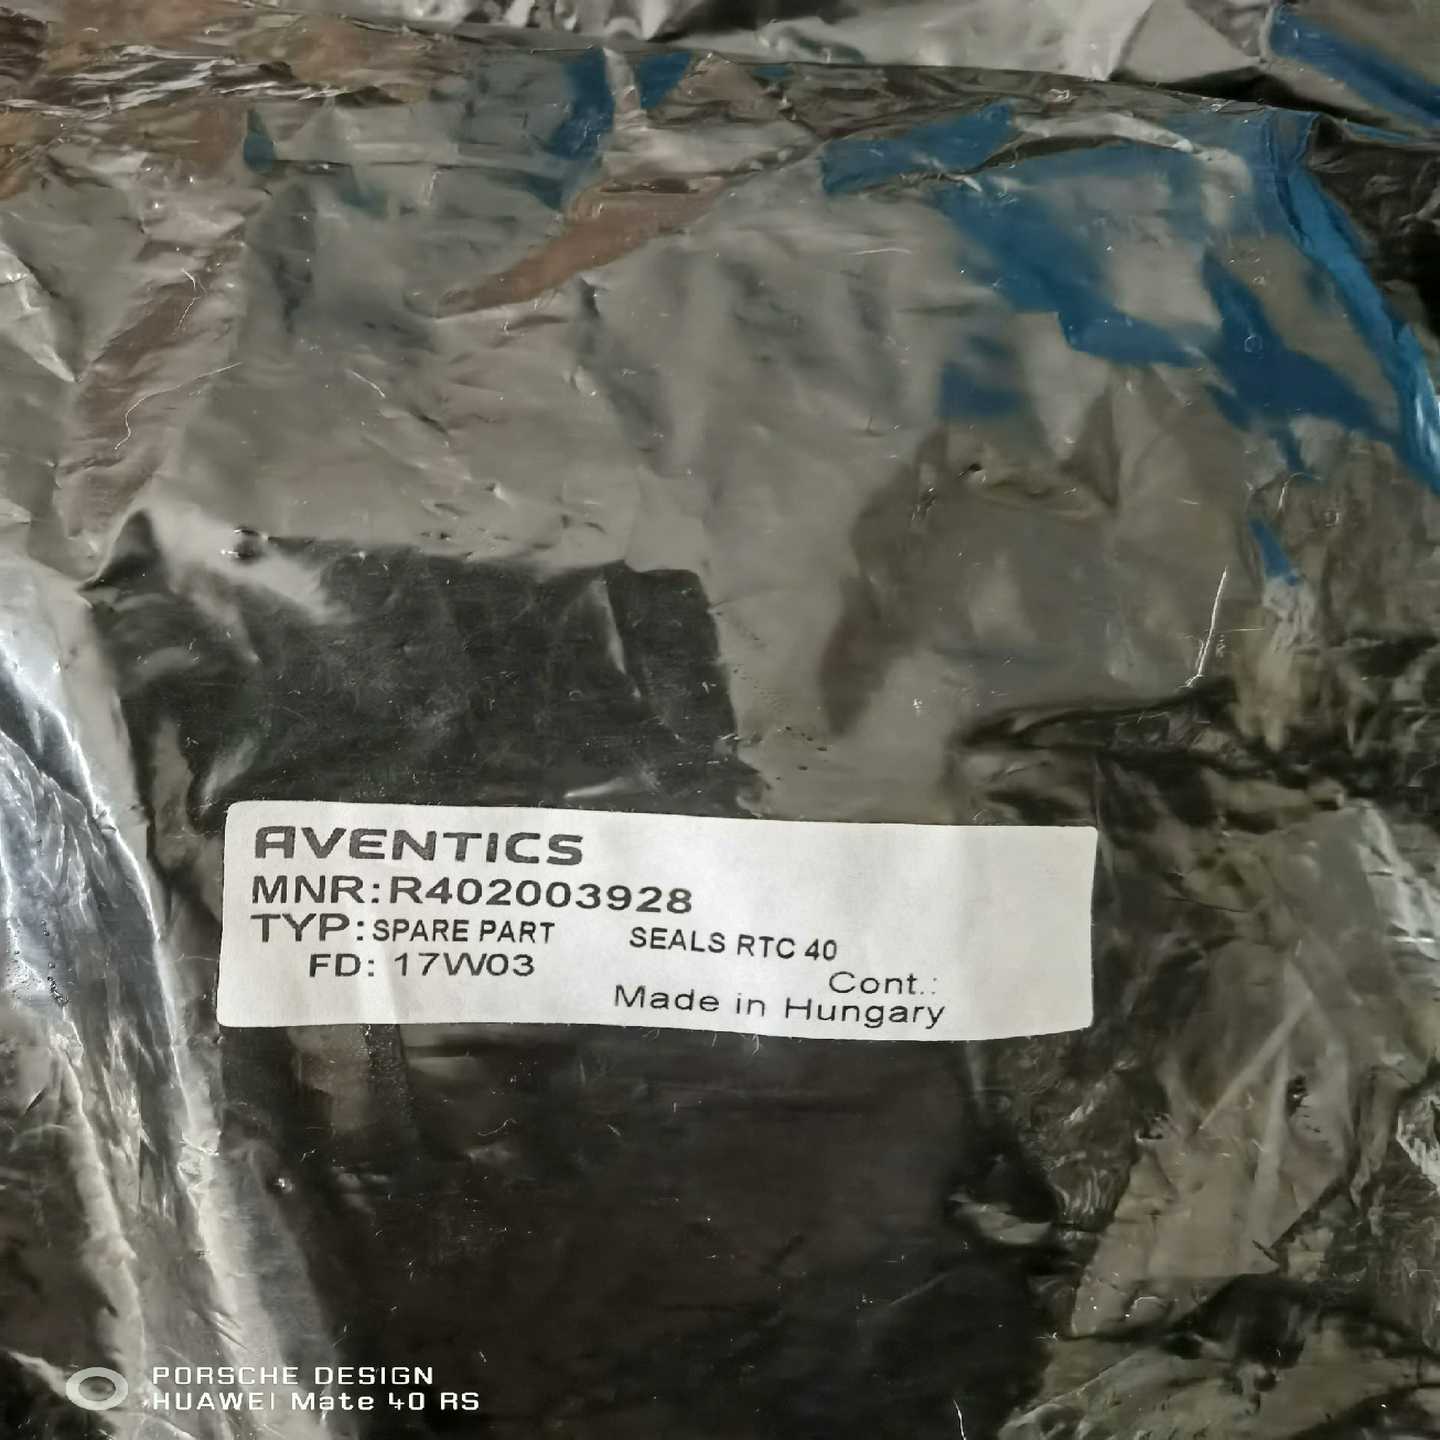 AVENTICS
MNR:R402003928
TYP:SPARE PART SEALS RTC 40
FD: 17W03
Cont.:
Made in Hungary
PORSCHE DESIGN
HUAWEI Mate 40 RS